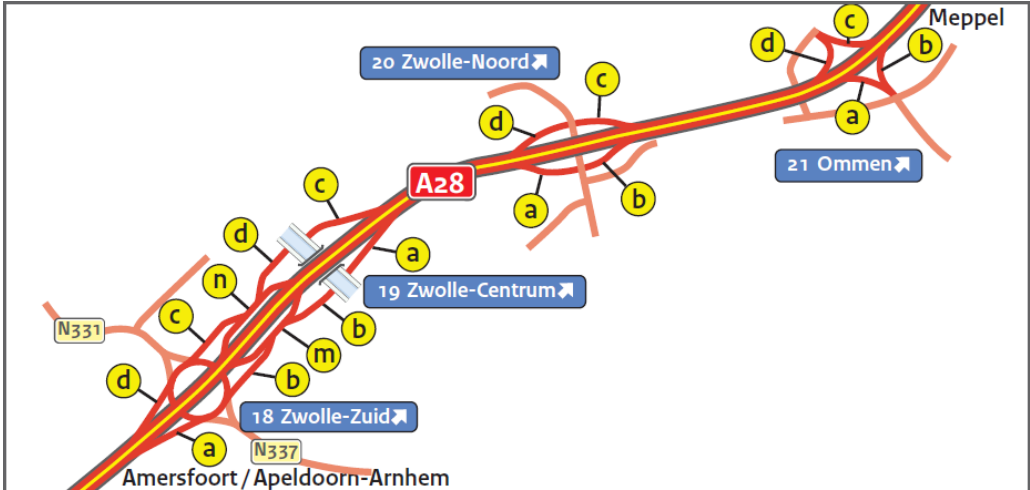 Meppel
c
d
b
20 Zwolle-Noord
c
a
d
21 Ommen
A28
c
a
b
d
a
n
19 Zwolle-Centrum
c
b
N331
m
d
b
18 Zwolle-Zuid
a
N337
Amersfoort / Apeldoorn-Arnhem